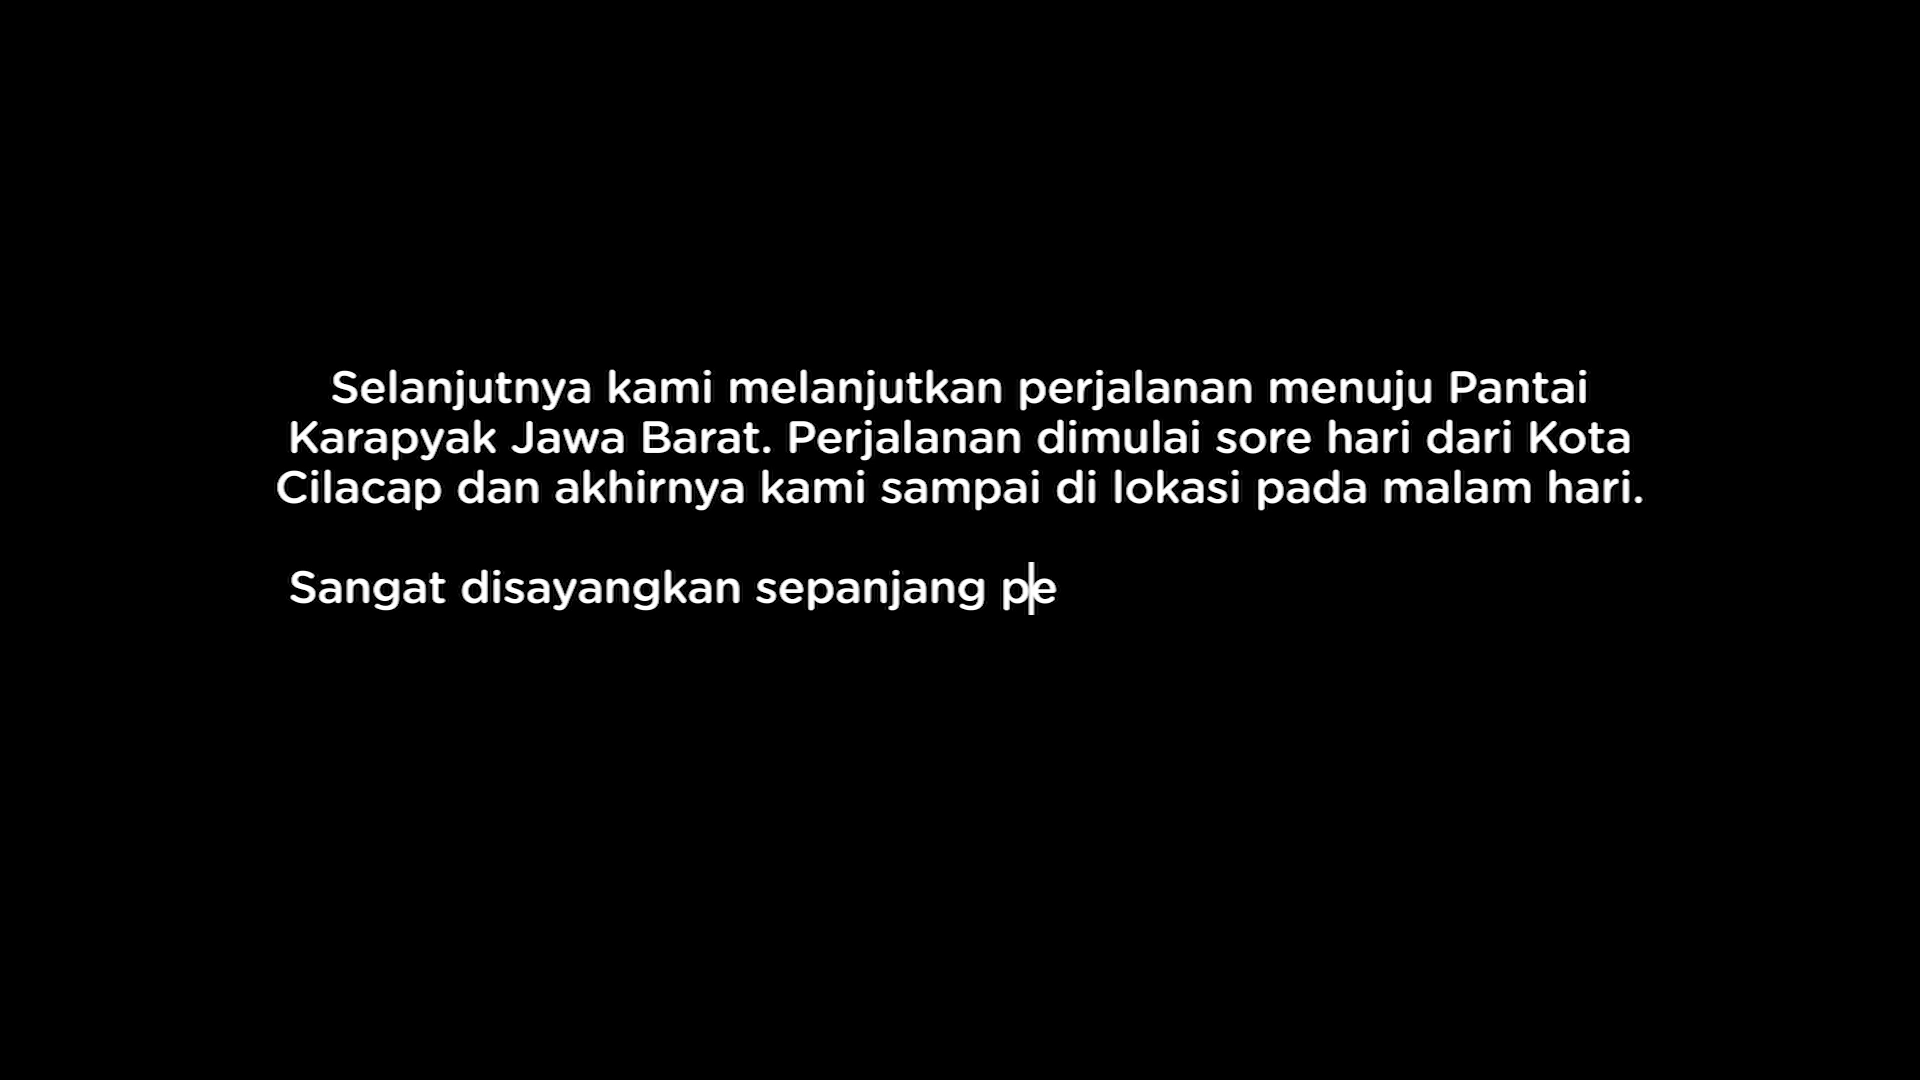 Selanjutnya kami melanjutkan perjalanan menuju Pantai
Karapyak Jawa Barat. Perjalanan dimulai sore hari dari Kota
Cilacap dan akhirnya kami sampai di lokasi pada malam hari.
Sangat disayangkan sepanjang pe